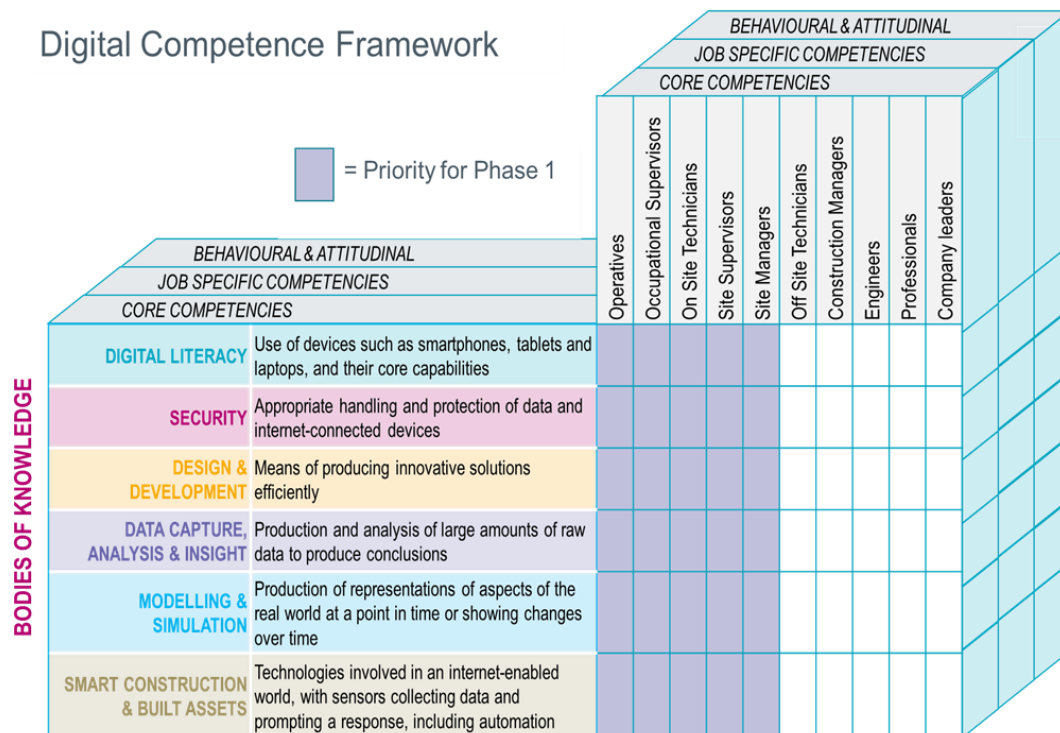 Digital Competence Framework
= Priority for Phase 1
BEHAVIOURAL & ATTITUDINAL
JOB SPECIFIC COMPETENCIES
CORE COMPETENCIES
Operatives
Occupational Supervisors
On Site Technicians
Site Supervisors
Site Managers
Off Site Technicians
Construction Managers
Engineers
Professionals
Company leaders
BEHAVIOURAL & ATTITUDINAL
JOB SPECIFIC COMPETENCIES
CORE COMPETENCIES
BODIES OF KNOWLEDGE
DIGITAL LITERACY
Use of devices such as smartphones, tablets and
laptops, and their core capabilities
SECURITY
Appropriate handling and protection of data and
internet-connected devices
DESIGN &
DEVELOPMENT
Means of producing innovative solutions
efficiently
DATA CAPTURE,
ANALYSIS & INSIGHT
Production and analysis of large amounts of raw
data to produce conclusions
MODELLING &
SIMULATION
Production of representations of aspects of the
real world at a point in time or showing changes
over time
SMART CONSTRUCTION
& BUILT ASSETS
Technologies involved in an internet-enabled
world, with sensors collecting data and
prompting a response, including automation